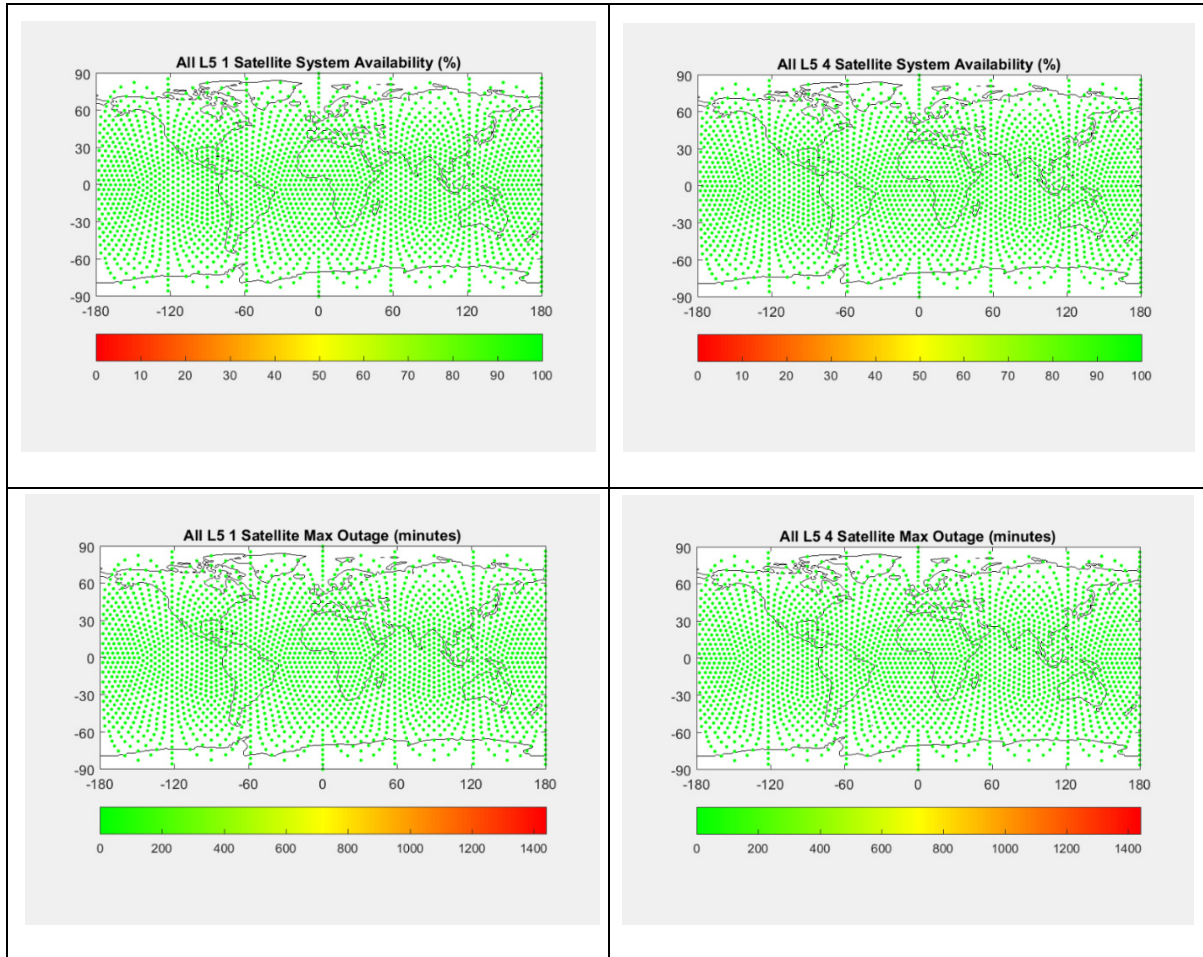 All L5 1 Satellite System Availability (%)
90
60
30
0
-30
-60
-90
-180 -120 -60 0 60 120 180
0 10 20 30 40 50 60 70 80 90 100
All L5 4 Satellite System Availability (%)
90
60
30
0
-30
-60
-90
-180 -120 -60 0 60 120 180
0 10 20 30 40 50 60 70 80 90 100
All L5 1 Satellite Max Outage (minutes)
90
60
30
0
-30
-60
-90
-180 -120 -60 0 60 120 180
0 200 400 600 800 1000 1200 1400
All L5 4 Satellite Max Outage (minutes)
90
60
30
0
-30
-60
-90
-180 -120 -60 0 60 120 180
0 200 400 600 800 1000 1200 1400